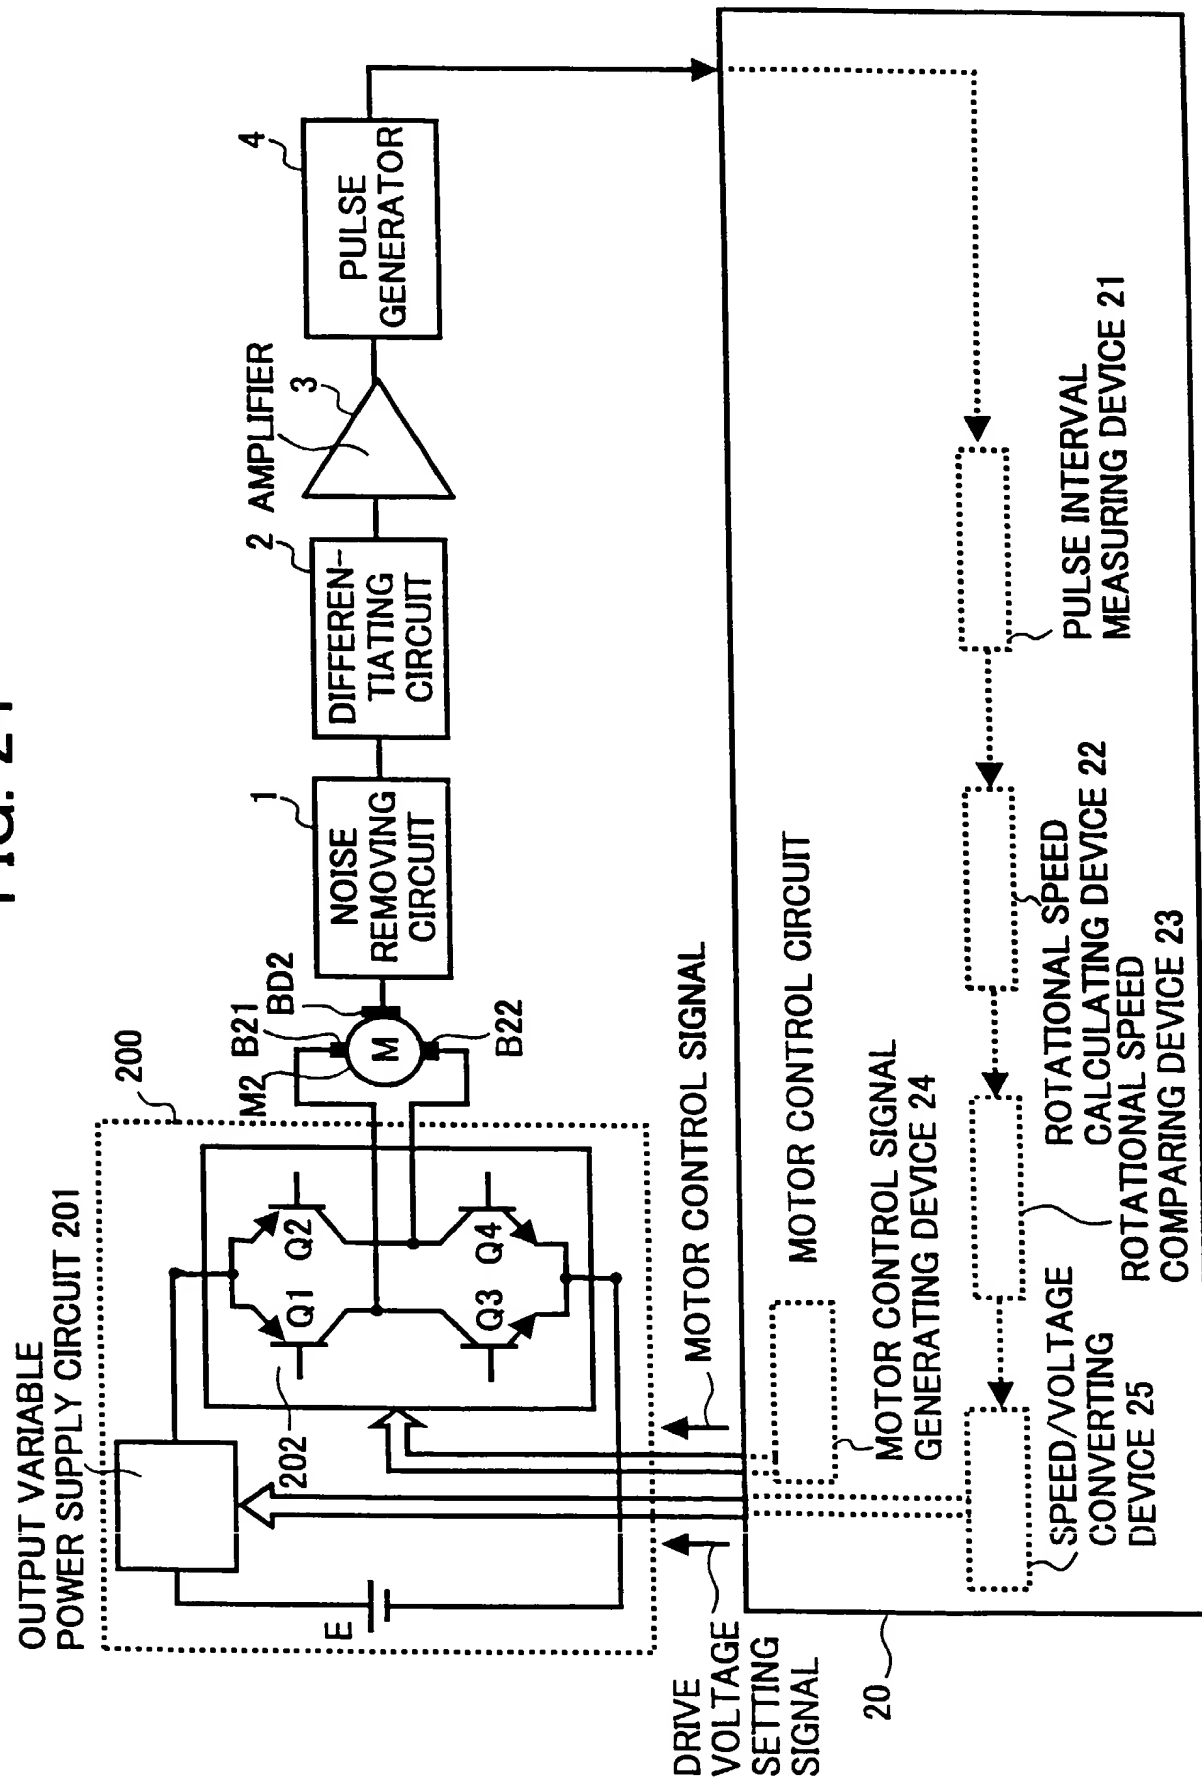 OUTPUT VARIABLE
POWER SUPPLY CIRCUIT 201
200
E
202
Q1
Q2
Q3
Q4
M2
B21
BD2
M
B22
1
NOISE
REMOVING
CIRCUIT
2
DIFFEREN-
TIATING
CIRCUIT
AMPLIFIER
3
4
PULSE
GENERATOR
DRIVE
VOLTAGE
SETTING
SIGNAL
MOTOR CONTROL SIGNAL
20
MOTOR CONTROL CIRCUIT
MOTOR CONTROL SIGNAL
GENERATING DEVICE 24
SPEED/VOLTAGE
CONVERTING
DEVICE 25
ROTATIONAL SPEED
COMPARING DEVICE 23
ROTATIONAL SPEED
CALCULATING DEVICE 22
PULSE INTERVAL
MEASURING DEVICE 21